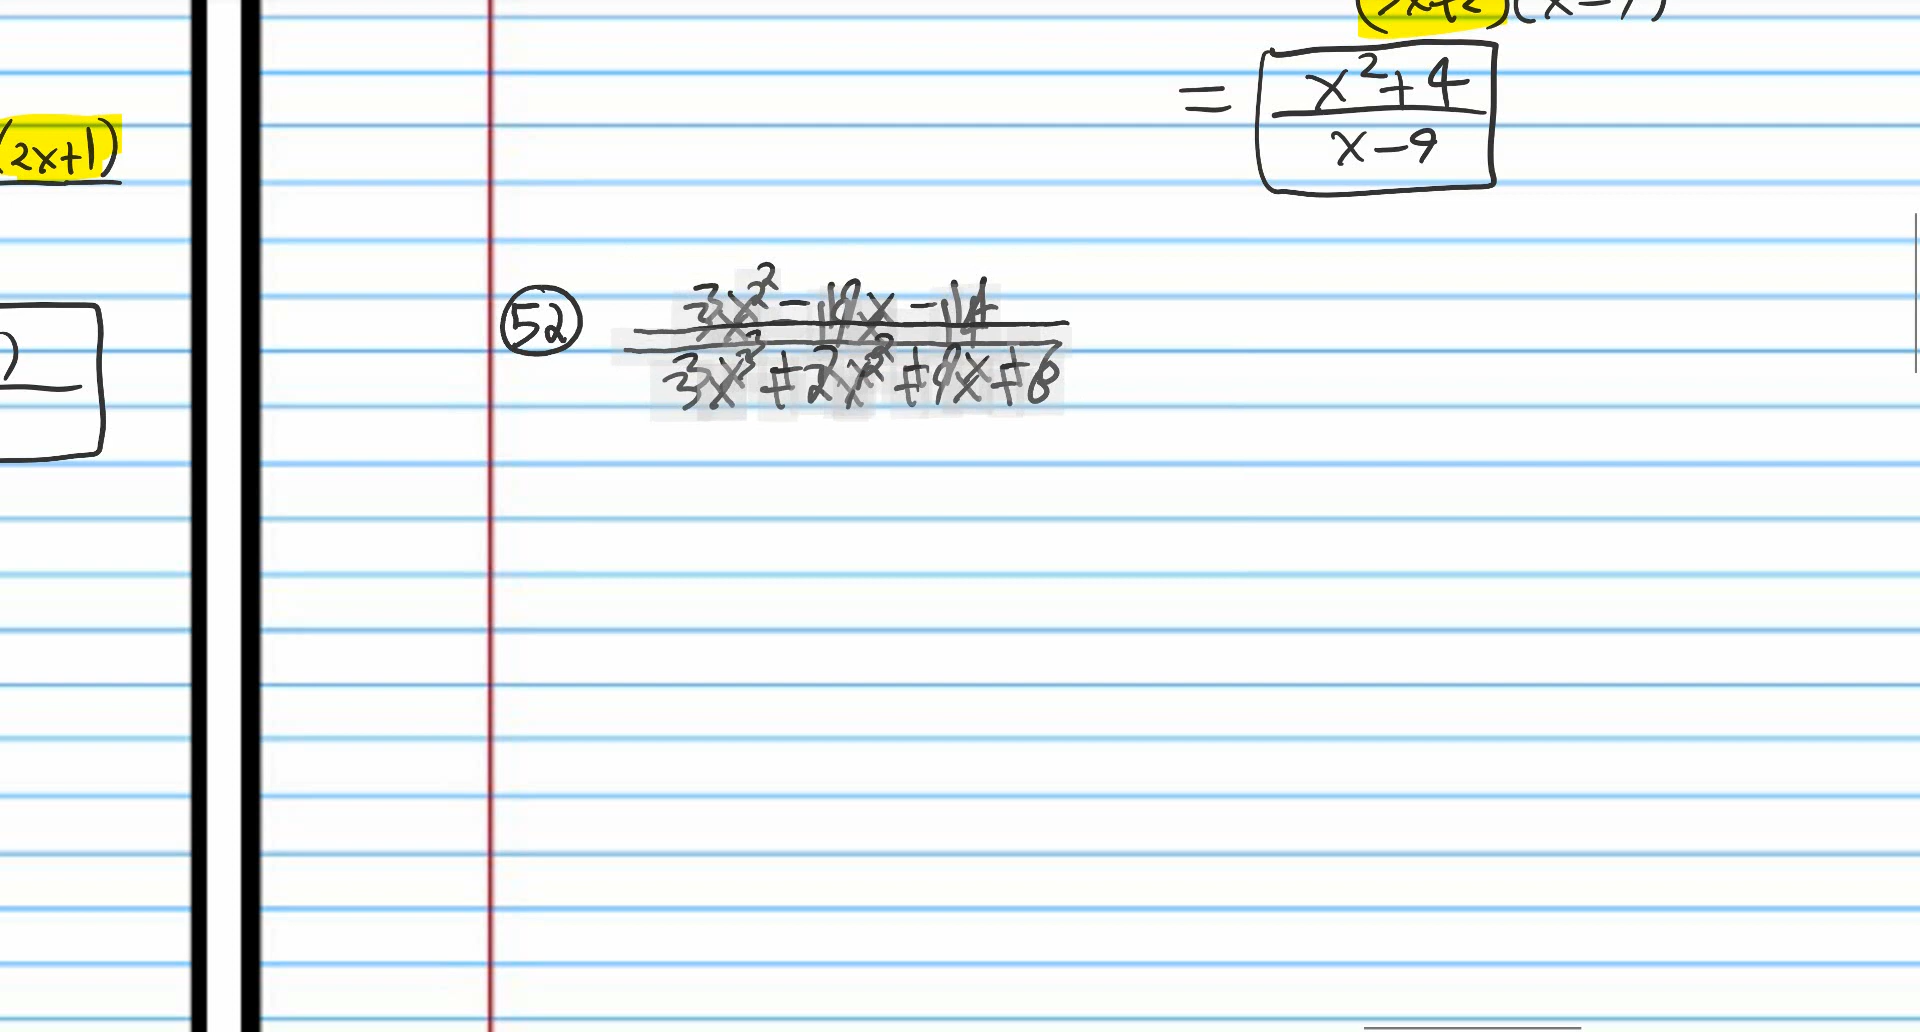 = x²+4
x-9
(2x+1)
52 3x²-19x-14
3x³+2x²+9x+6